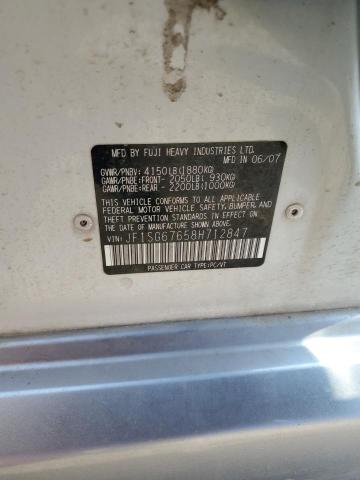 MFD BY FUJI HEAVY INDUSTRIES LTD.
MFD IN 06/07
GVWR/PNBV: 4150LB(1880KG)
GAWR/PNBE:FRONT- 2050LB( 930KG)
GAWR/PNBE:REAR - 2200LB(1000KG)
THIS VEHICLE CONFORMS TO ALL APPLICABLE
FEDERAL MOTOR VEHICLE SAFETY,BUMPER, AND
THEFT PREVENTION STANDARDS IN EFFECT ON
THE DATE OF MANUFACTURE SHOWN ABOVE.
VIN: JF1SG67658H712847
PASSENGER CAR TYPE:PC/VT